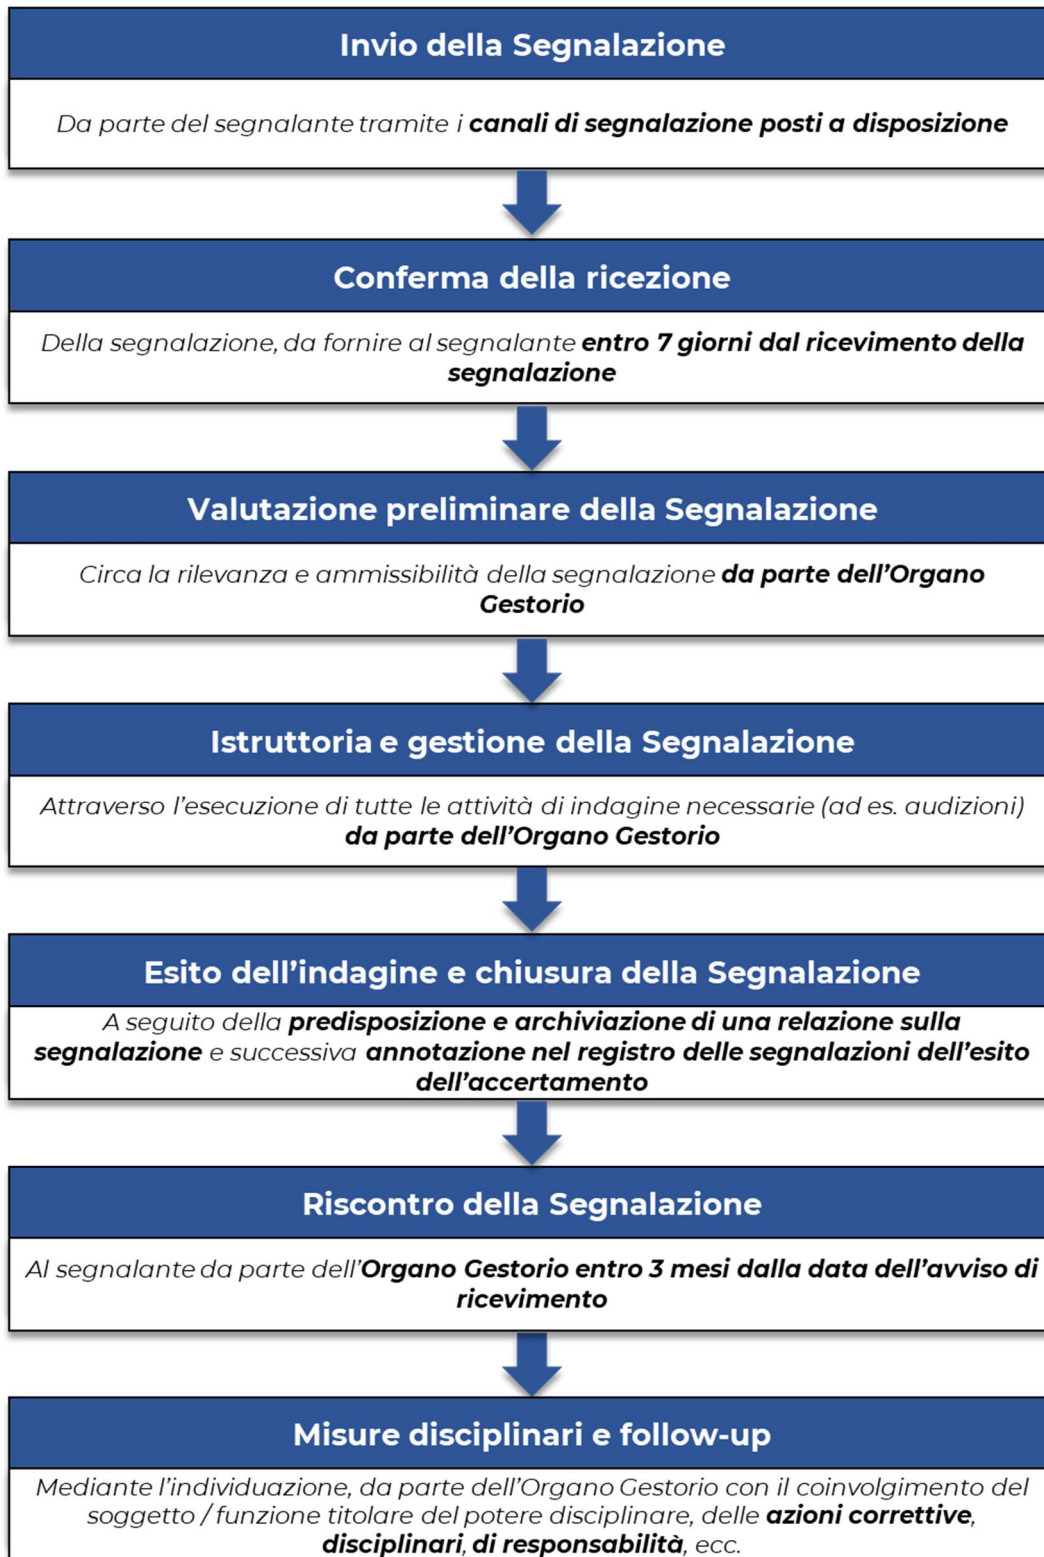 Invio della Segnalazione
Da parte del segnalante tramite i canali di segnalazione posti a disposizione
Conferma della ricezione
Della segnalazione, da fornire al segnalante entro 7 giorni dal ricevimento della
segnalazione
Valutazione preliminare della Segnalazione
Circa la rilevanza e ammissibilità della segnalazione da parte dell’Organo
Gestorio
Istruttoria e gestione della Segnalazione
Attraverso l’esecuzione di tutte le attività di indagine necessarie (ad es. audizioni)
da parte dell’Organo Gestorio
Esito dell’indagine e chiusura della Segnalazione
A seguito della predisposizione e archiviazione di una relazione sulla
segnalazione e successiva annotazione nel registro delle segnalazioni dell’esito
dell’accertamento
Riscontro della Segnalazione
Al segnalante da parte dell’Organo Gestorio entro 3 mesi dalla data dell’avviso di
ricevimento
Misure disciplinari e follow-up
Mediante l’individuazione, da parte dell’Organo Gestorio con il coinvolgimento del
soggetto / funzione titolare del potere disciplinare, delle azioni correttive,
disciplinari, di responsabilità, ecc.